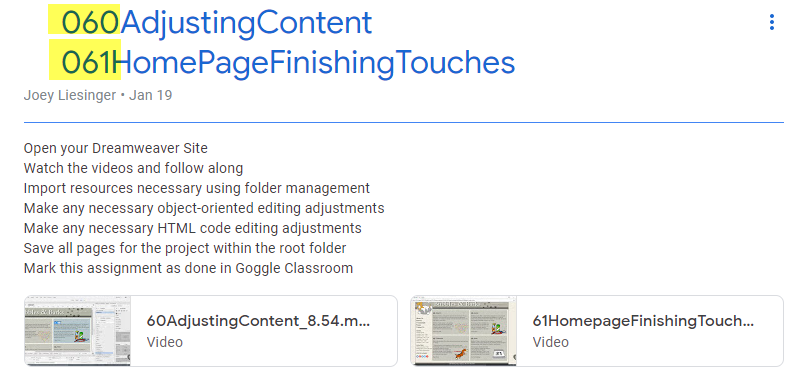 060AdjustingContent
061HomePageFinishingTouches
Joey Liesinger • Jan 19
Open your Dreamweaver Site
Watch the videos and follow along
Import resources necessary using folder management
Make any necessary object-oriented editing adjustments
Make any necessary HTML code editing adjustments
Save all pages for the project within the root folder
Mark this assignment as done in Goggle Classroom
60AdjustingContent_8.54.m...
Video
61HomepageFinishingTouch...
Video